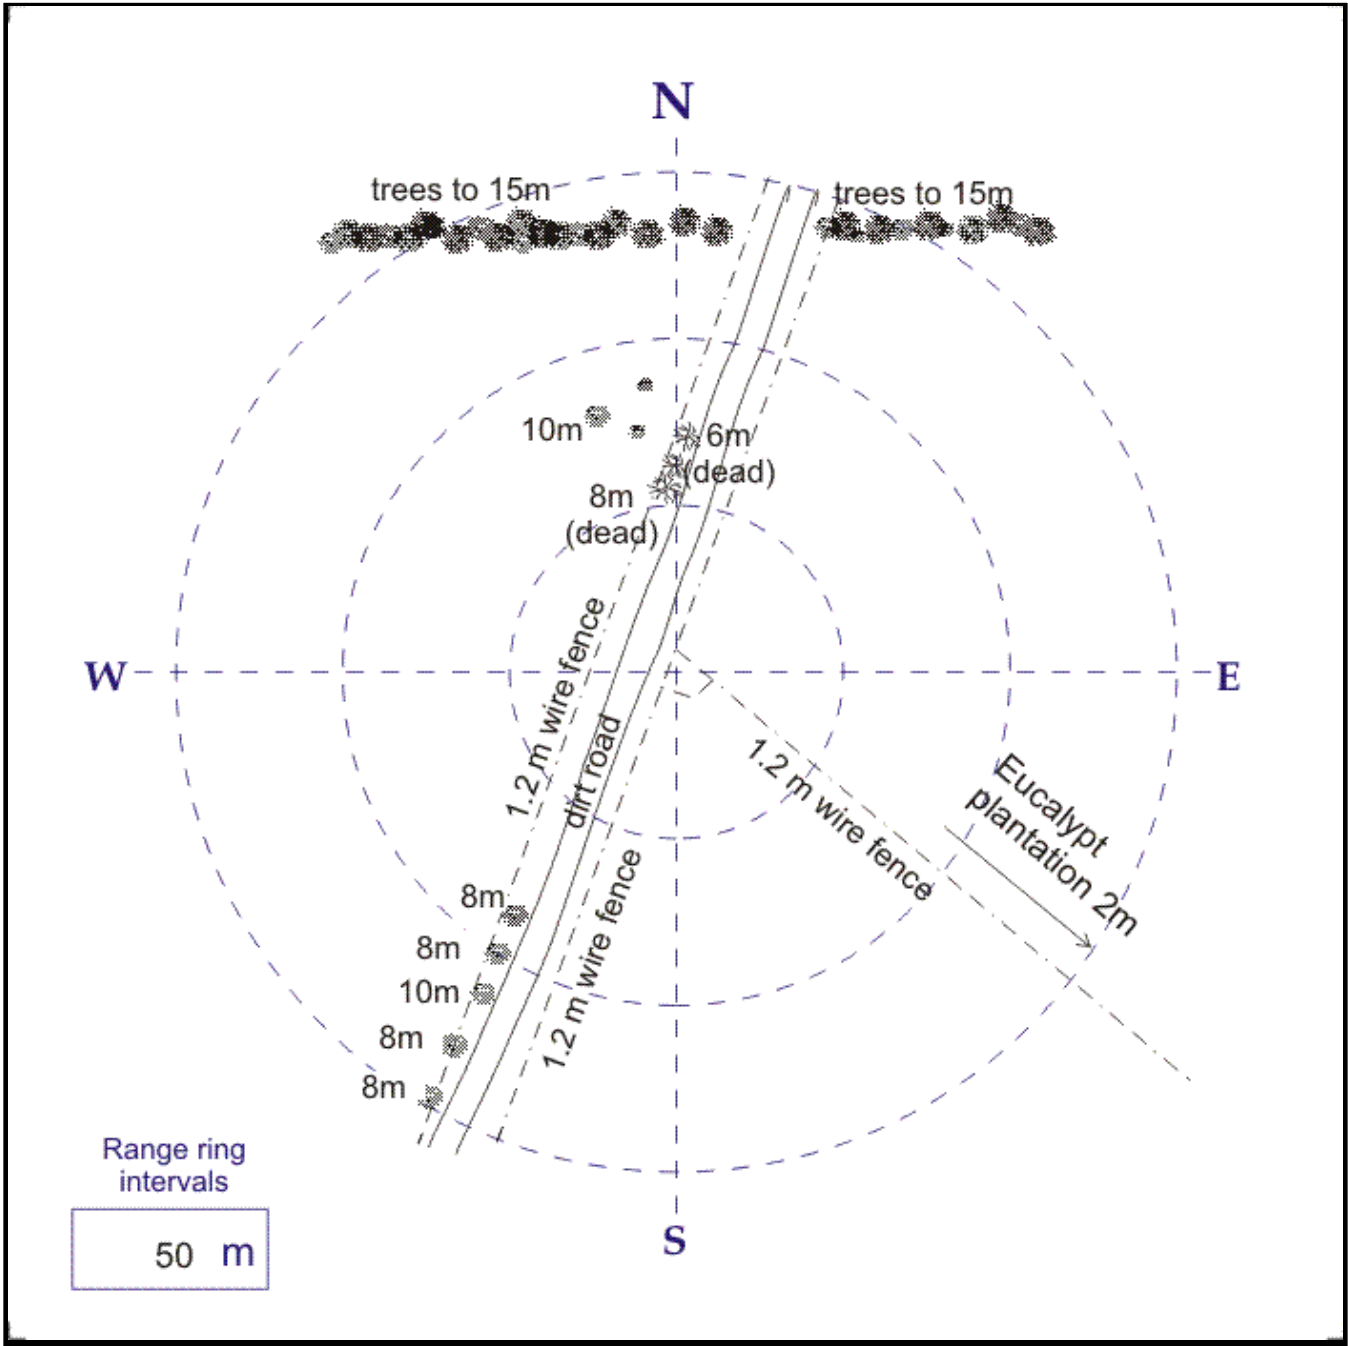 N
trees to 15m
trees to 15m
10m
6m
(dead)
8m
(dead)
1.2 m wire fence
W
E
dirt road
1.2 m wire fence
Eucalypt
plantation 2m
1.2 m wire fence
8m
8m
10m
8m
8m
Range ring
intervals
50 m
S